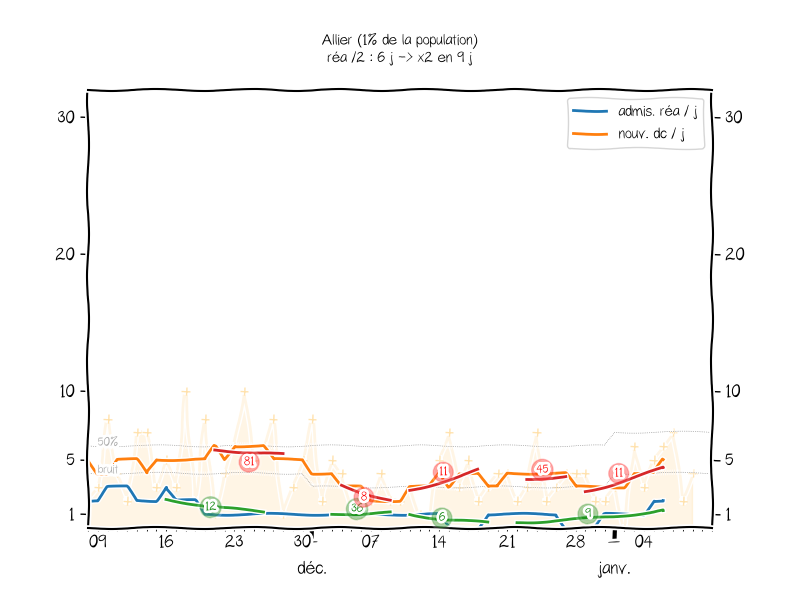 Allier (1% de la population)
réa /2 : 6 j -> x2 en 9 j
admis. réa / j
nouv. dc / j
30
30
20
20
10
10
50%
5
5
bruit
1
1
81
12
8
36
11
6
45
9
11
09 16 23 30 07 14 21 28 04
déc. janv.